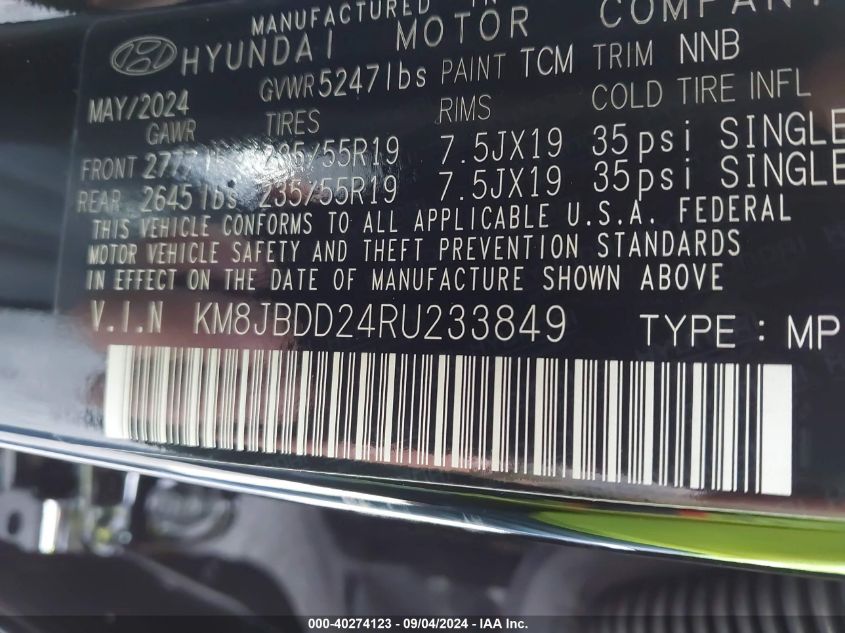 MANUFACTURED IN
HYUNDAI MOTOR COMPANY
MAY/2024 GVWR 5247lbs PAINT TCM TRIM NNB
GAWR TIRES RIMS COLD TIRE INFL
FRONT 235/55R19 7.5JX19 35psi SINGLE
REAR 2645lbs 235/55R19 7.5JX19 35psi SINGLE
THIS VEHICLE CONFORMS TO ALL APPLICABLE U.S.A. FEDERAL
MOTOR VEHICLE SAFETY AND THEFT PREVENTION STANDARDS
IN EFFECT ON THE DATE OF MANUFACTURE SHOWN ABOVE
V.I.N KM8JBDD24RU233849 TYPE : MP
000-40274123 - 09/04/2024 - IAA Inc.